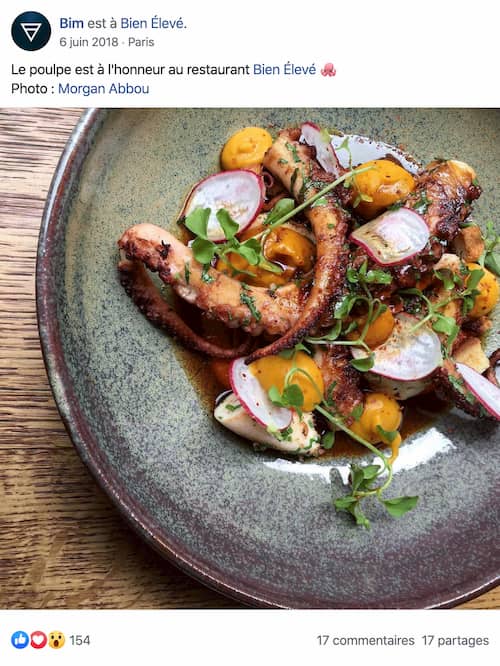 Bim est à Bien Élevé.
6 juin 2018 · Paris
Le poulpe est à l'honneur au restaurant Bien Élevé 🐙
Photo : Morgan Abbou
154
17 commentaires 17 partages